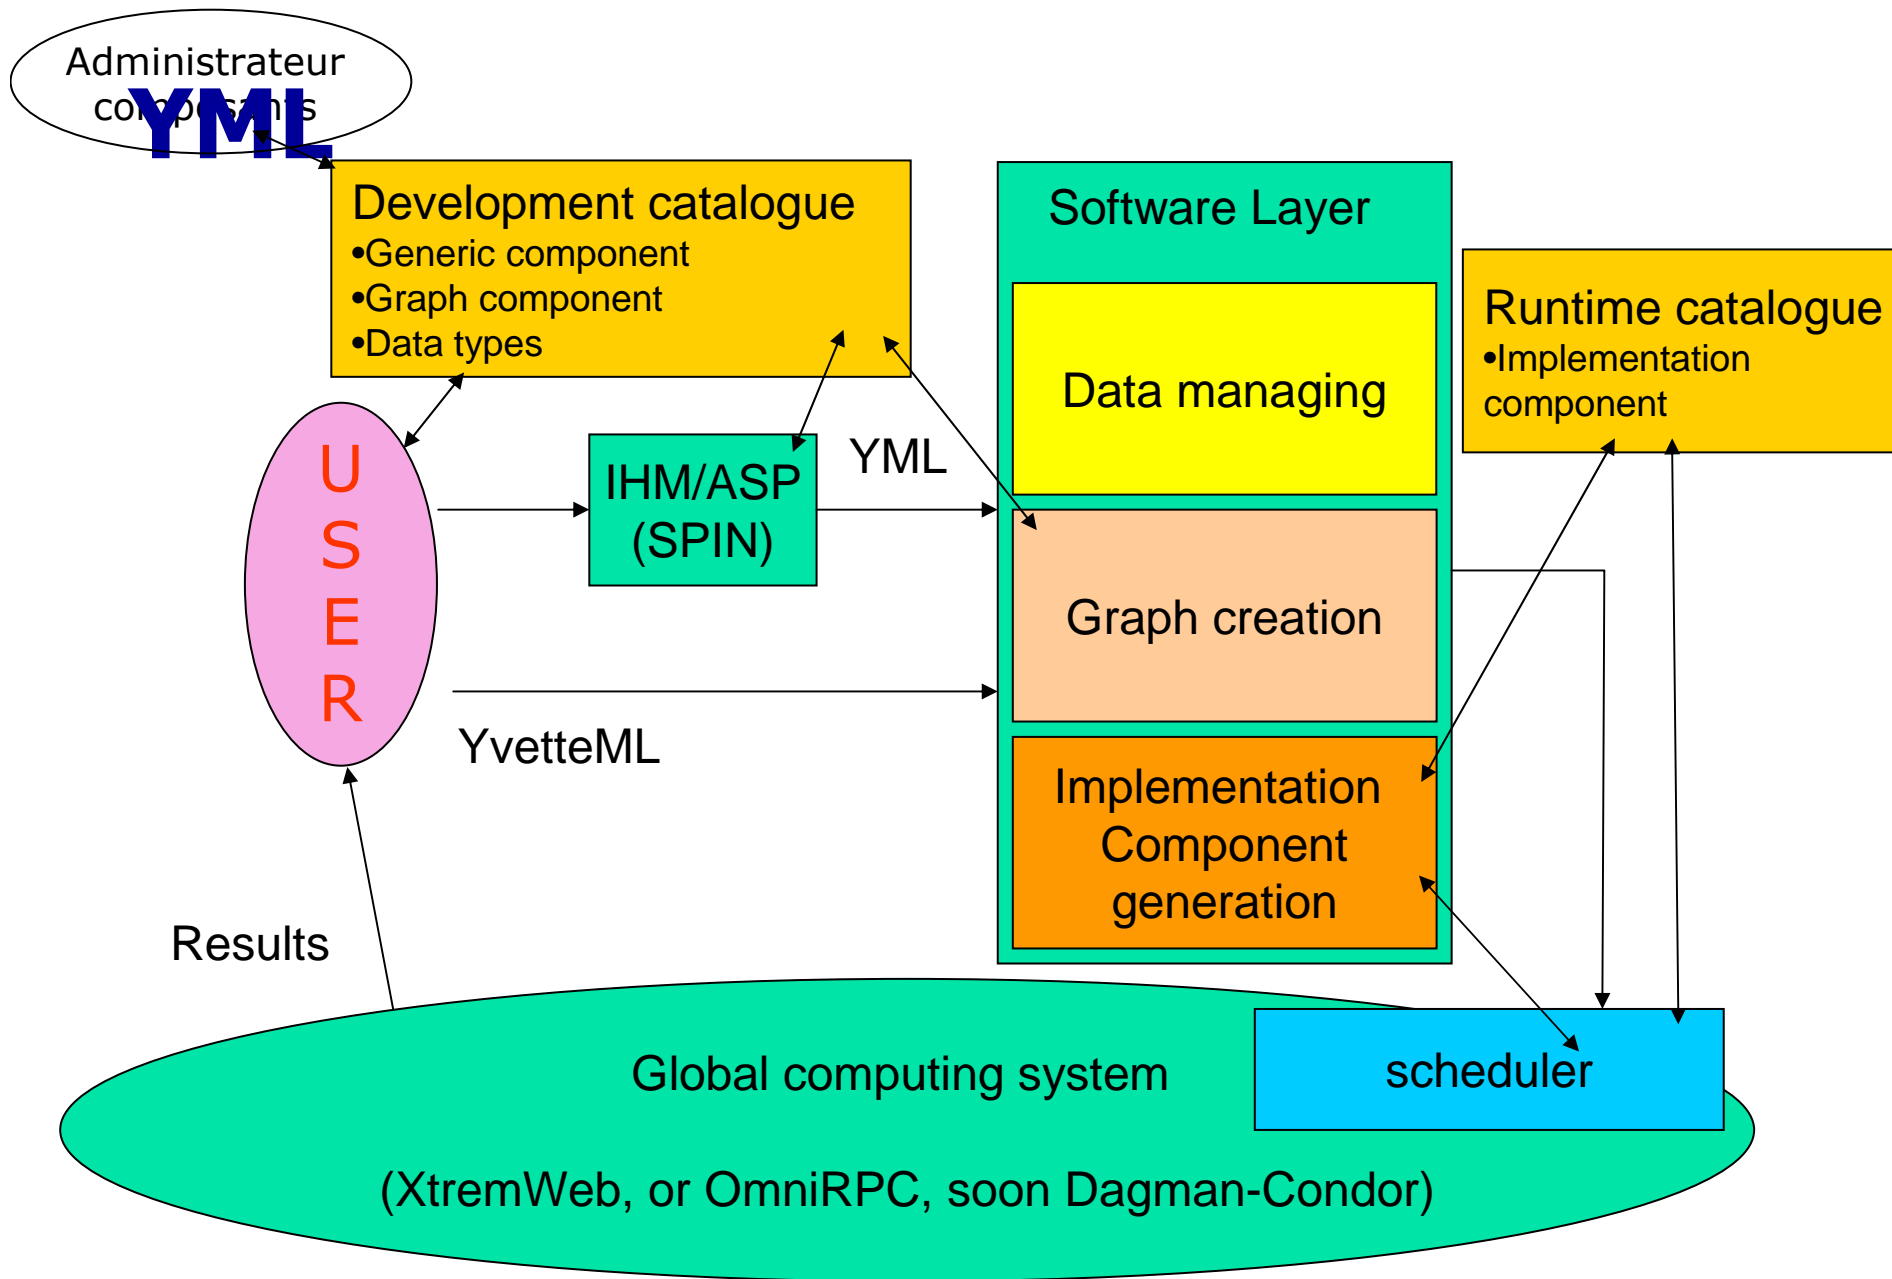 Administrateur
composants
YML
Development catalogue
•Generic component
•Graph component
•Data types
Software Layer
Data managing
Runtime catalogue
•Implementation
component
U
S
E
R
IHM/ASP
(SPIN)
YML
Graph creation
YvetteML
Implementation
Component
generation
Results
Global computing system
scheduler
(XtremWeb, or OmniRPC, soon Dagman-Condor)